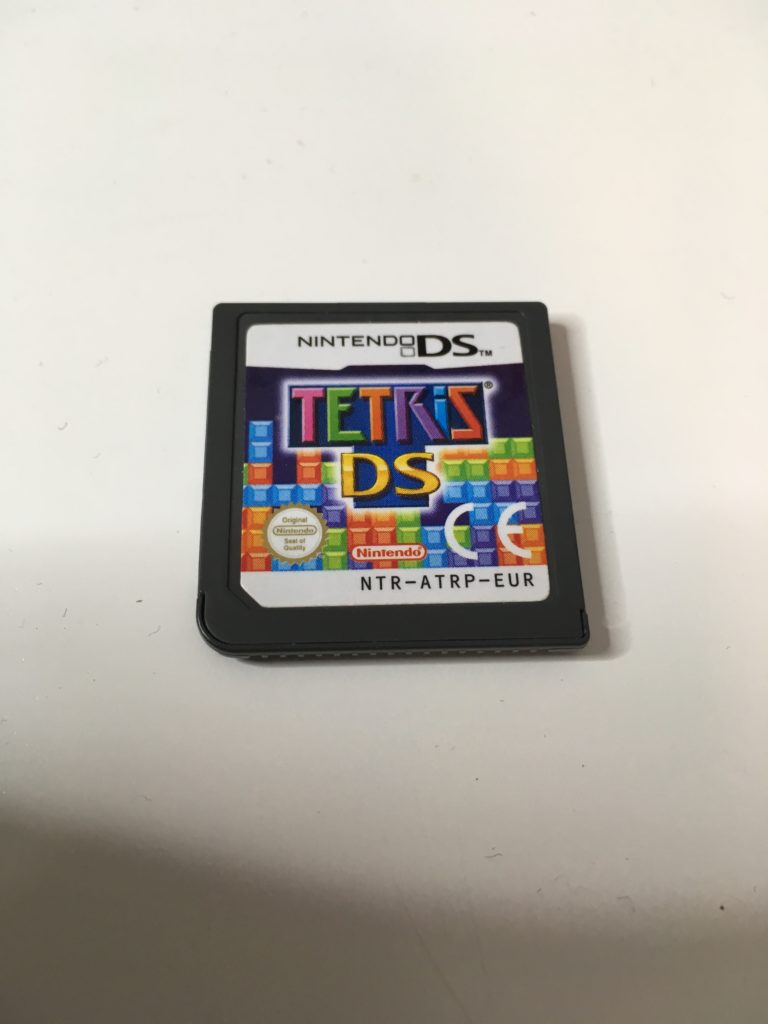 NINTENDO DS™
TETRIS®
DS
Original
Nintendo
Seal of
Quality
Nintendo®
CE
NTR-ATRP-EUR